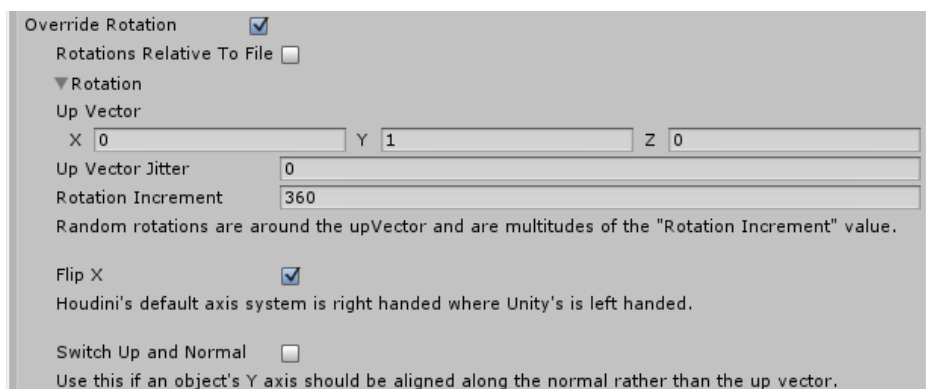 Override Rotation
Rotations Relative To File
Rotation
Up Vector
X 0 Y 1 Z 0
Up Vector Jitter 0
Rotation Increment 360
Random rotations are around the upVector and are multitudes of the "Rotation Increment" value.
Flip X
Houdini's default axis system is right handed where Unity's is left handed.
Switch Up and Normal
Use this if an object's Y axis should be aligned along the normal rather than the up vector.